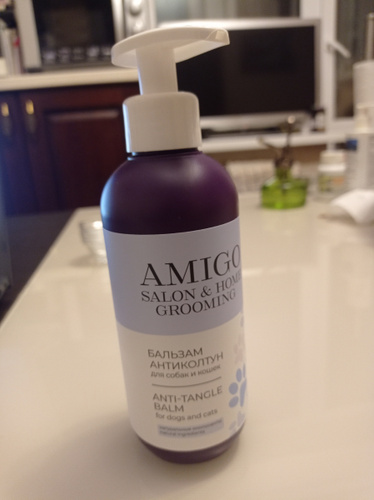 AMIGO
SALON & HOME
GROOMING
БАЛЬЗАМ
АНТИКОЛТУН
для собак и кошек
ANTI-TANGLE
BALM
for dogs and cats